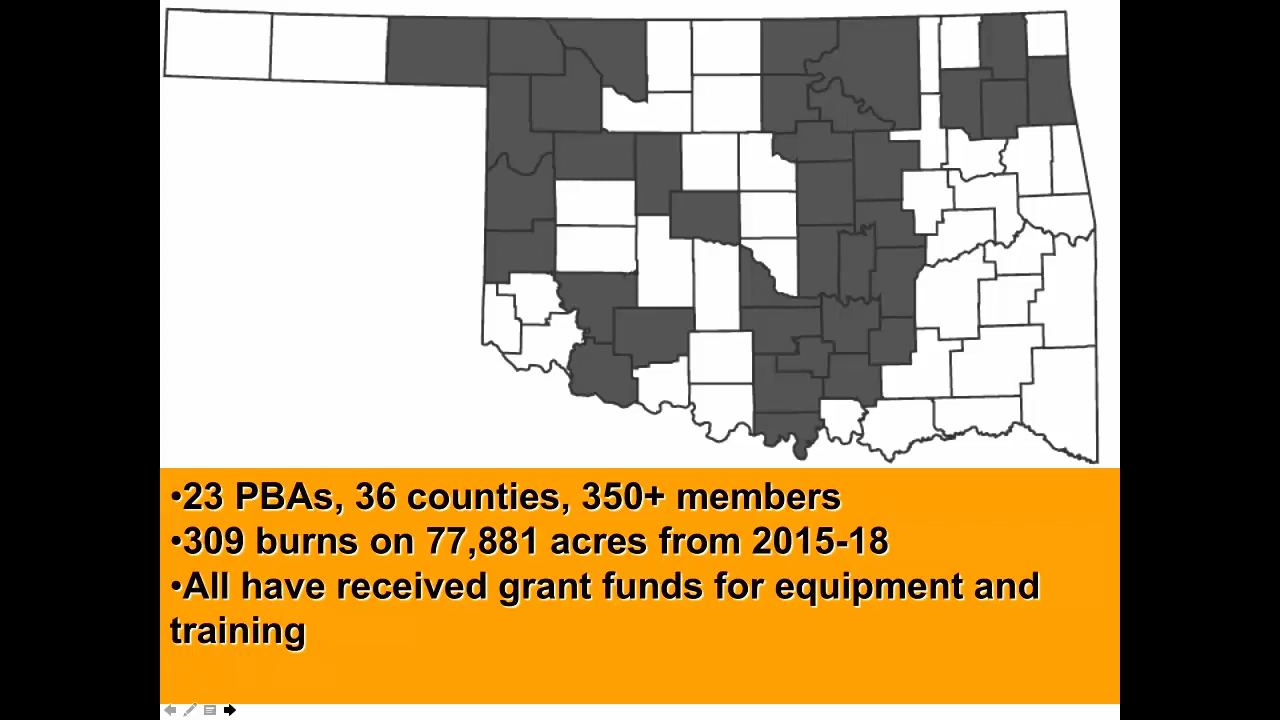 •23 PBAs, 36 counties, 350+ members
•309 burns on 77,881 acres from 2015-18
•All have received grant funds for equipment and
training